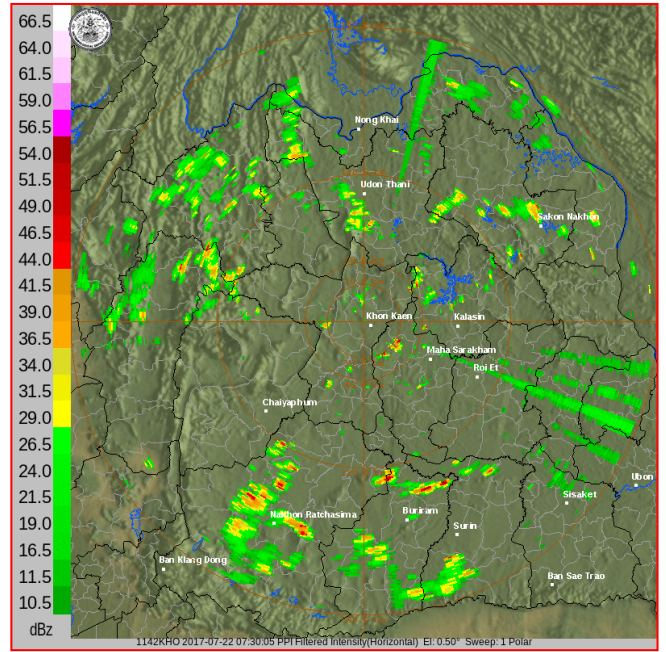 66.5
64.0
61.5
59.0
56.5
54.0
51.5
49.0
46.5
44.0
41.5
39.0
36.5
34.0
31.5
29.0
26.5
24.0
21.5
19.0
16.5
11.5
10.5
dBz
Nong Khai
Udon Thani
Sakon Nakhon
Khon Kaen
Kalasin
Maha Sarakham
Roi Et
Chaiyaphum
Ubon
Sisaket
Nakhon Ratchasima
Buriram
Surin
Ban Klang Dong
Ban Sae Trao
1142KHO 2017-07-22 07:30:05 PPI Filtered Intensity(Horizontal) El: 0.50° Sweep: 1 Polar